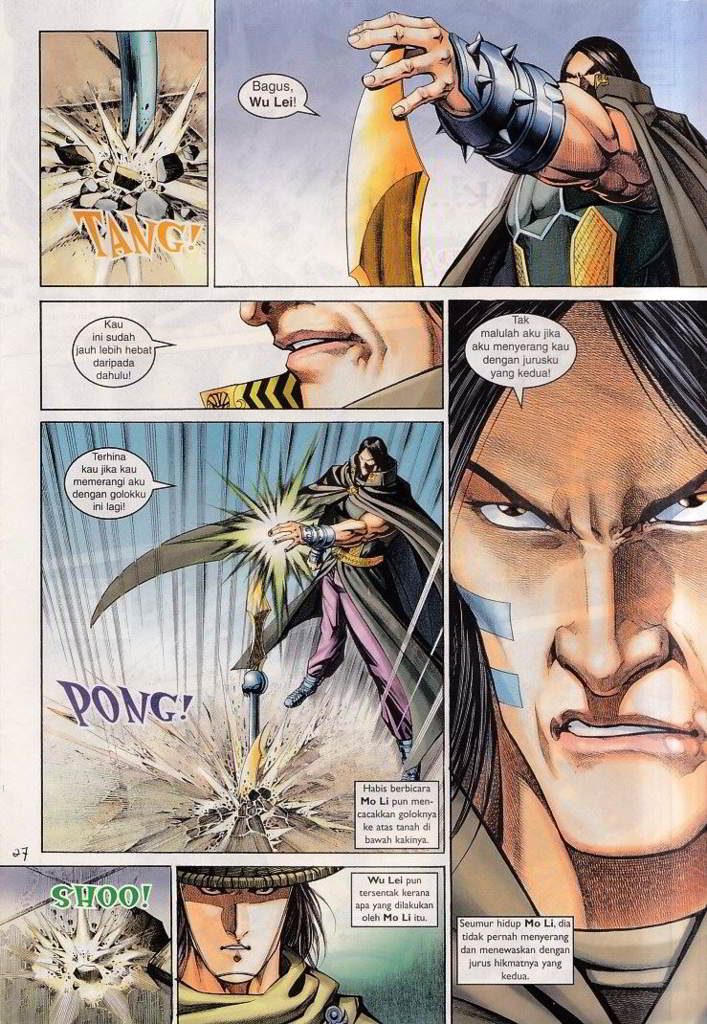 TANG!
Bagus,
Wu Lei!
Kau
ini sudah
jauh lebih hebat
daripada
dahulu!
Tak
malulah aku jika
aku menyerang kau
dengan jurusku
yang kedua!
Terhina
kau jika kau
memerangi aku
dengan golokku
ini lagi!
PONG!
Habis berbicara
Mo Li pun men-
cacakkan goloknya
ke atas tanah di
bawah kakinya.
27
SHOO!
Wu Lei pun
tersentak kerana
apa yang dilakukan
oleh Mo Li itu.
Seumur hidup Mo Li, dia
tidak pernah menyerang
dan menewaskan dengan
jurus hikmatnya yang
kedua.